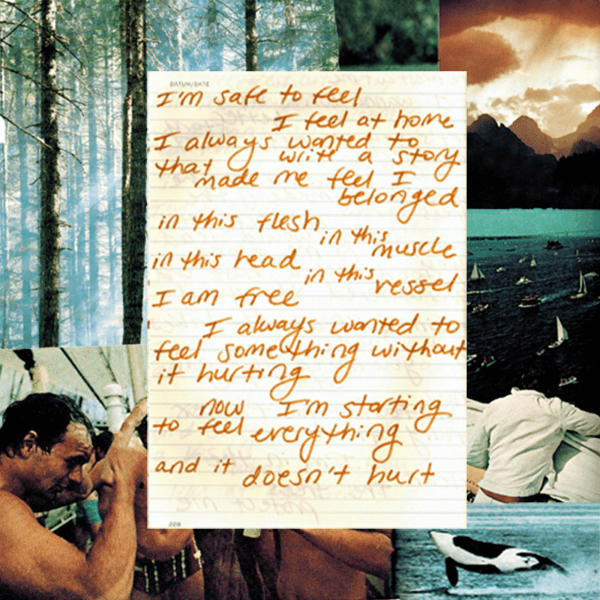 DATUM/DATE
I'm safe to feel
I feel at home
I always wanted to
write a story
that made me feel I
belonged
in this flesh
in this muscle
in this head
in this vessel
I am free
I always wanted to
feel something without
it hurting
now I'm starting
to feel everything
and it doesn't hurt